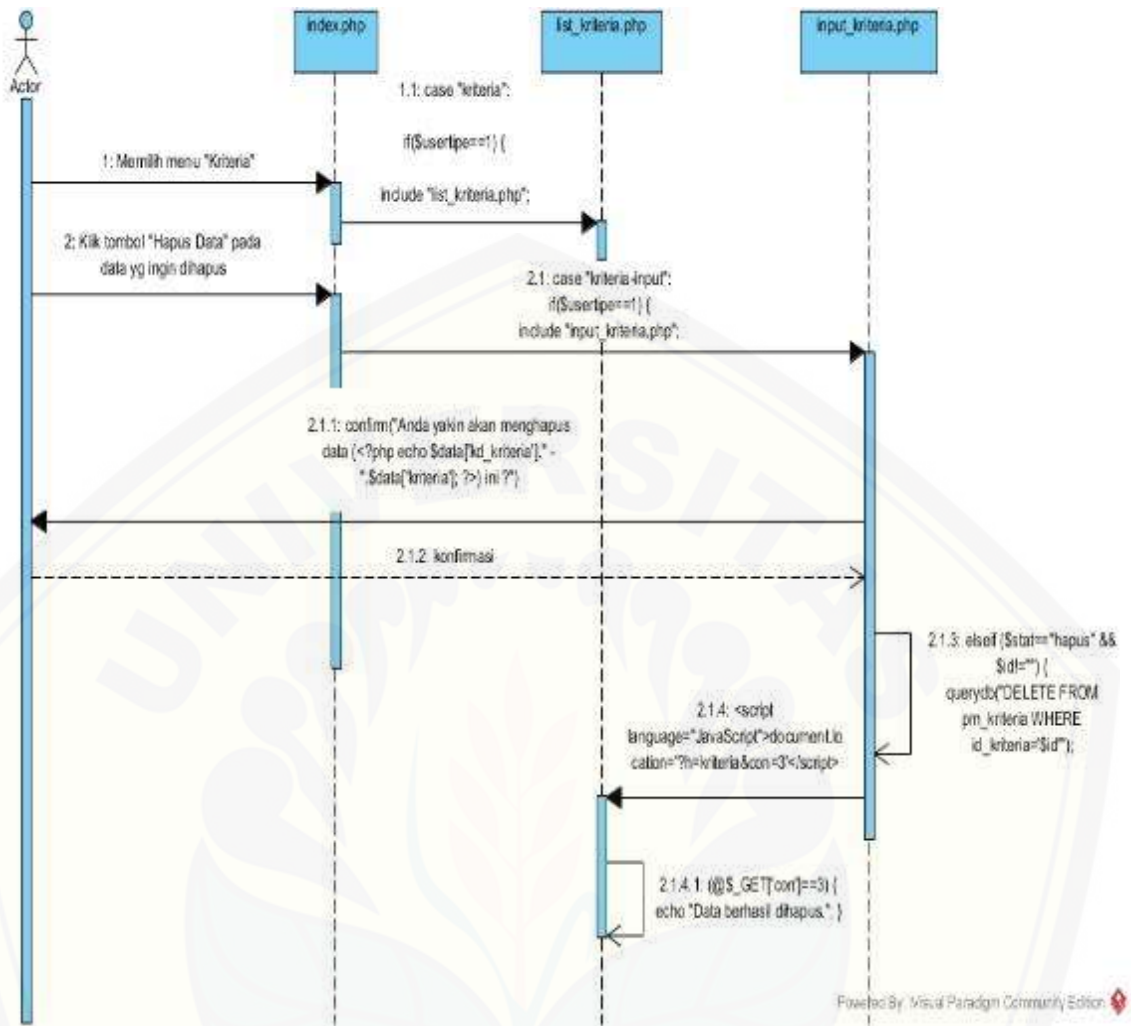 index.php
list_kriteria.php
input_kriteria.php
Actor
1.1: case "kriteria":
if($usertipe==1) {
include "list_kriteria.php";
1: Memilih menu "Kriteria"
2: Klik tombol "Hapus Data" pada
data yg ingin dihapus
2.1: case "kriteria-input":
if($usertipe==1) {
include "input_kriteria.php";
2.1.1: confirm("Anda yakin akan menghapus
data (<?php echo $data['kd_kriteria']." -
".$data['kriteria']; ?>) ini ?")
2.1.2: konfirmasi
2.1.3: elseif ($stat=="hapus" &&
$id!="") {
querydb("DELETE FROM
pm_kriteria WHERE
id_kriteria='$id'");
2.1.4: <script
language="JavaScript">document.lo
cation='?h=kriteria&con=3'</script>
2.1.4.1: (@$_GET['con']==3) {
echo "Data berhasil dihapus."; }
UNIVERSITAS
Powered By Visual Paradigm Community Edition